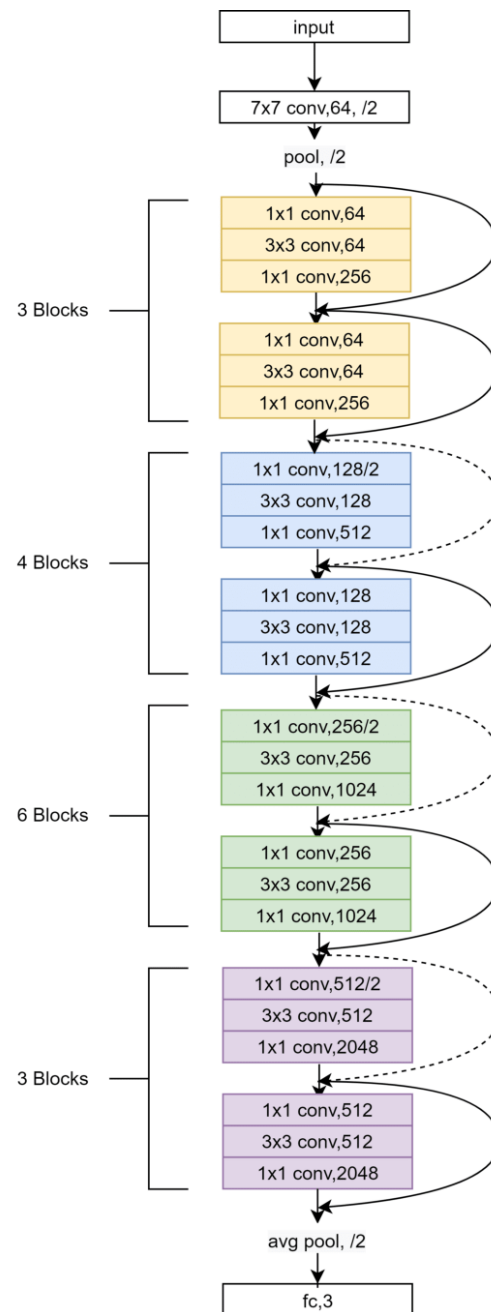 input
7x7 conv,64, /2
pool, /2
1x1 conv,64
3x3 conv,64
1x1 conv,256
3 Blocks
1x1 conv,64
3x3 conv,64
1x1 conv,256
1x1 conv,128/2
3x3 conv,128
1x1 conv,512
4 Blocks
1x1 conv,128
3x3 conv,128
1x1 conv,512
1x1 conv,256/2
3x3 conv,256
1x1 conv,1024
6 Blocks
1x1 conv,256
3x3 conv,256
1x1 conv,1024
1x1 conv,512/2
3x3 conv,512
1x1 conv,2048
3 Blocks
1x1 conv,512
3x3 conv,512
1x1 conv,2048
avg pool, /2
fc,3